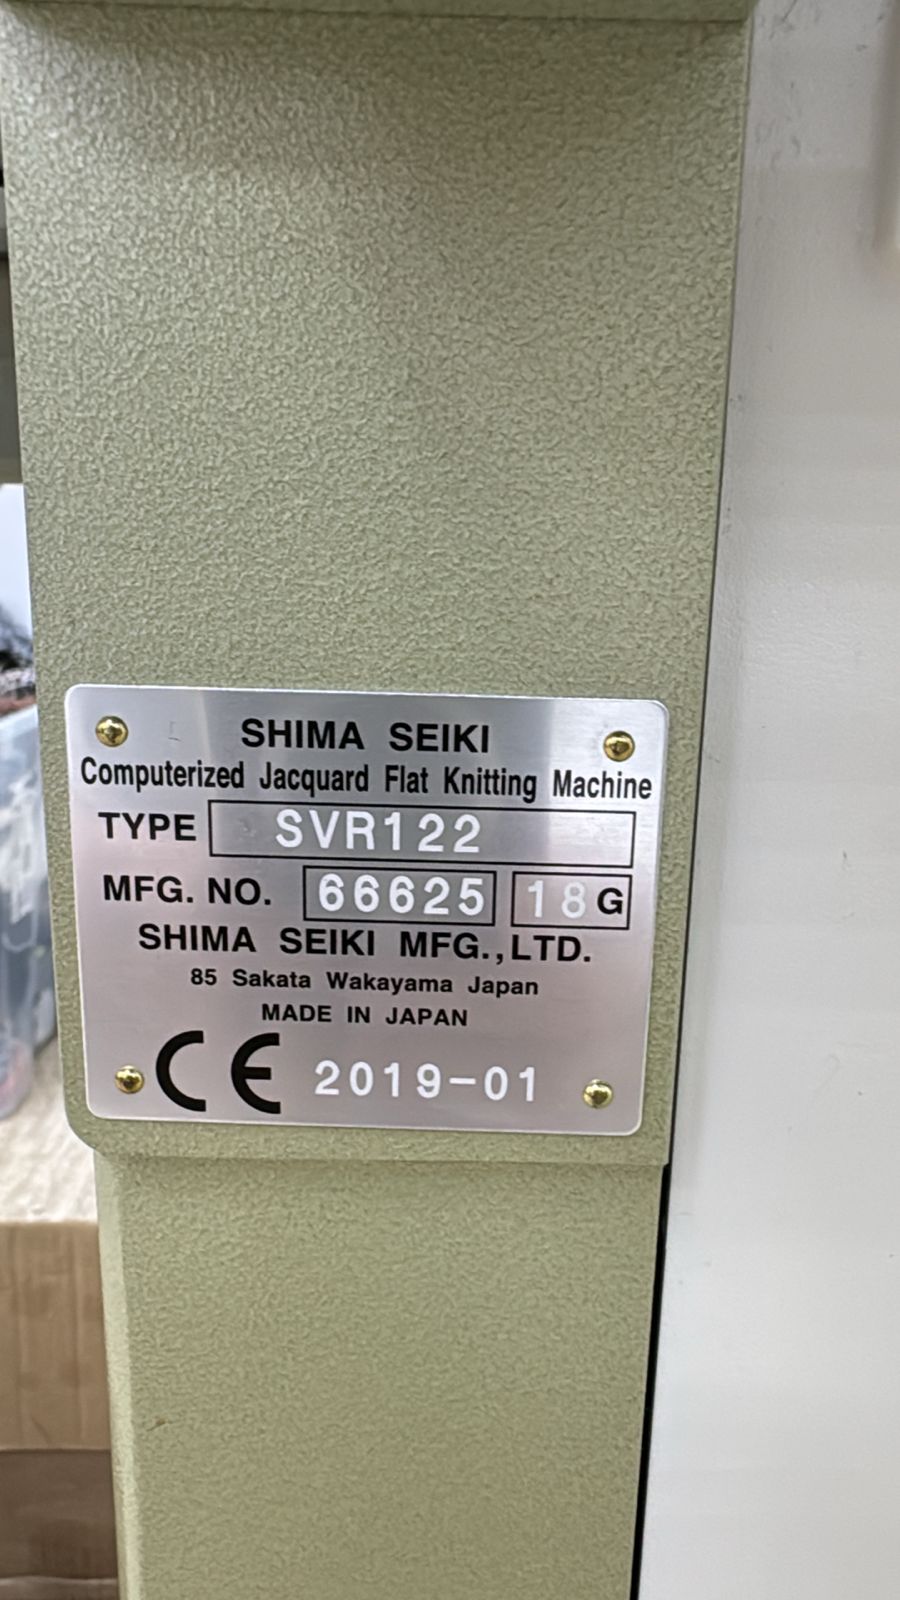 SHIMA SEIKI
Computerized Jacquard Flat Knitting Machine
TYPE SVR122
MFG. NO. 66625 18 G
SHIMA SEIKI MFG., LTD.
85 Sakata Wakayama Japan
MADE IN JAPAN
CE 2019-01